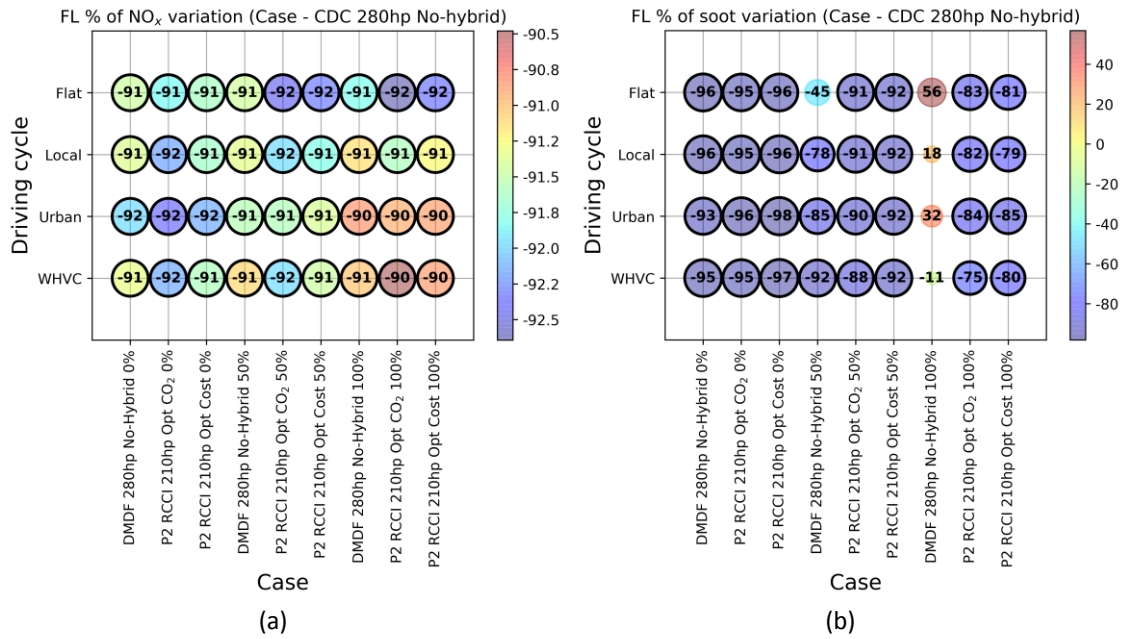 FL % of NOₓ variation (Case - CDC 280hp No-hybrid)
-90.5
-90.8
-91.0
-91.2
-91.5
-91.8
-92.0
-92.2
-92.5
Driving cycle
Flat -91 -91 -91 -91 -92 -92 -91 -92 -92
Local -91 -92 -91 -91 -92 -91 -91 -91 -91
Urban -92 -92 -92 -91 -91 -91 -90 -90 -90
WHVC -91 -92 -91 -91 -92 -91 -91 -90 -90
DMDF 280hp No-Hybrid 0%
P2 RCCI 210hp Opt CO₂ 0%
P2 RCCI 210hp Opt Cost 0%
DMDF 280hp No-Hybrid 50%
P2 RCCI 210hp Opt CO₂ 50%
P2 RCCI 210hp Opt Cost 50%
DMDF 280hp No-Hybrid 100%
P2 RCCI 210hp Opt CO₂ 100%
P2 RCCI 210hp Opt Cost 100%
Case
(a)
FL % of soot variation (Case - CDC 280hp No-hybrid)
40
20
0
-20
-40
-60
-80
Driving cycle
Flat -96 -95 -96 -45 -91 -92 56 -83 -81
Local -96 -95 -96 -78 -91 -92 18 -82 -79
Urban -93 -96 -98 -85 -90 -92 32 -84 -85
WHVC -95 -95 -97 -92 -88 -92 -11 -75 -80
DMDF 280hp No-Hybrid 0%
P2 RCCI 210hp Opt CO₂ 0%
P2 RCCI 210hp Opt Cost 0%
DMDF 280hp No-Hybrid 50%
P2 RCCI 210hp Opt CO₂ 50%
P2 RCCI 210hp Opt Cost 50%
DMDF 280hp No-Hybrid 100%
P2 RCCI 210hp Opt CO₂ 100%
P2 RCCI 210hp Opt Cost 100%
Case
(b)